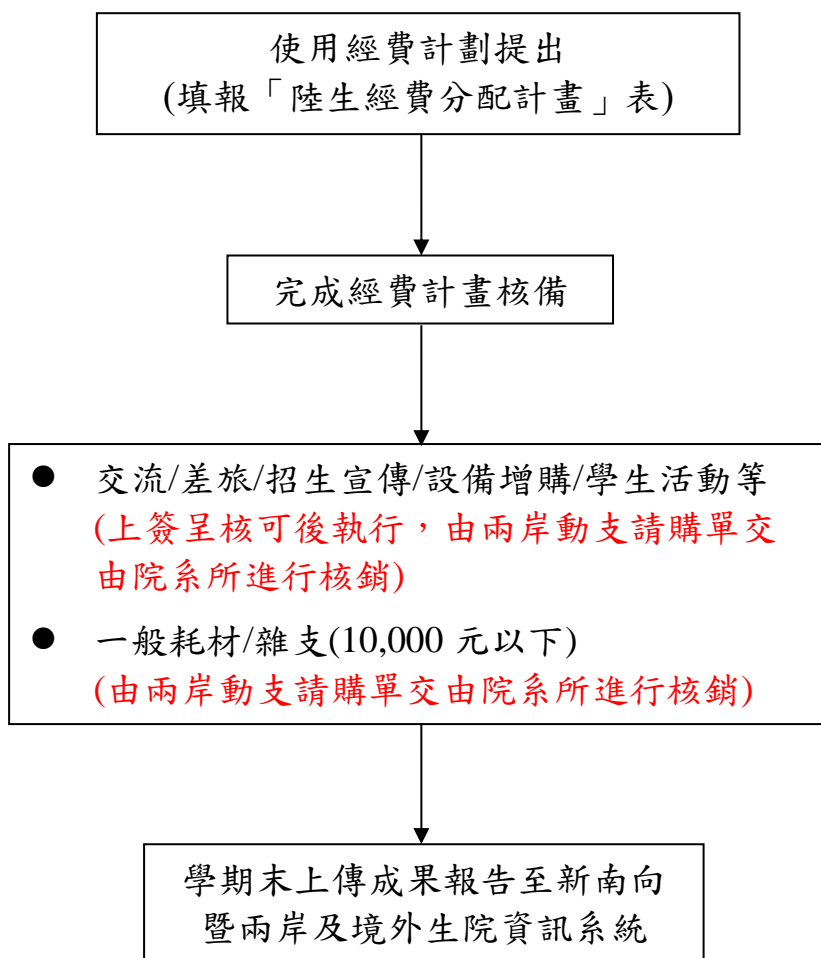 使用經費計劃提出
(填報「陸生經費分配計畫」表)
完成經費計畫核備
● 交流/差旅/招生宣傳/設備增購/學生活動等
(上簽呈核可後執行，由兩岸動支請購單交
由院系所進行核銷)
● 一般耗材/雜支(10,000 元以下)
(由兩岸動支請購單交由院系所進行核銷)
學期末上傳成果報告至新南向
暨兩岸及境外生院資訊系統